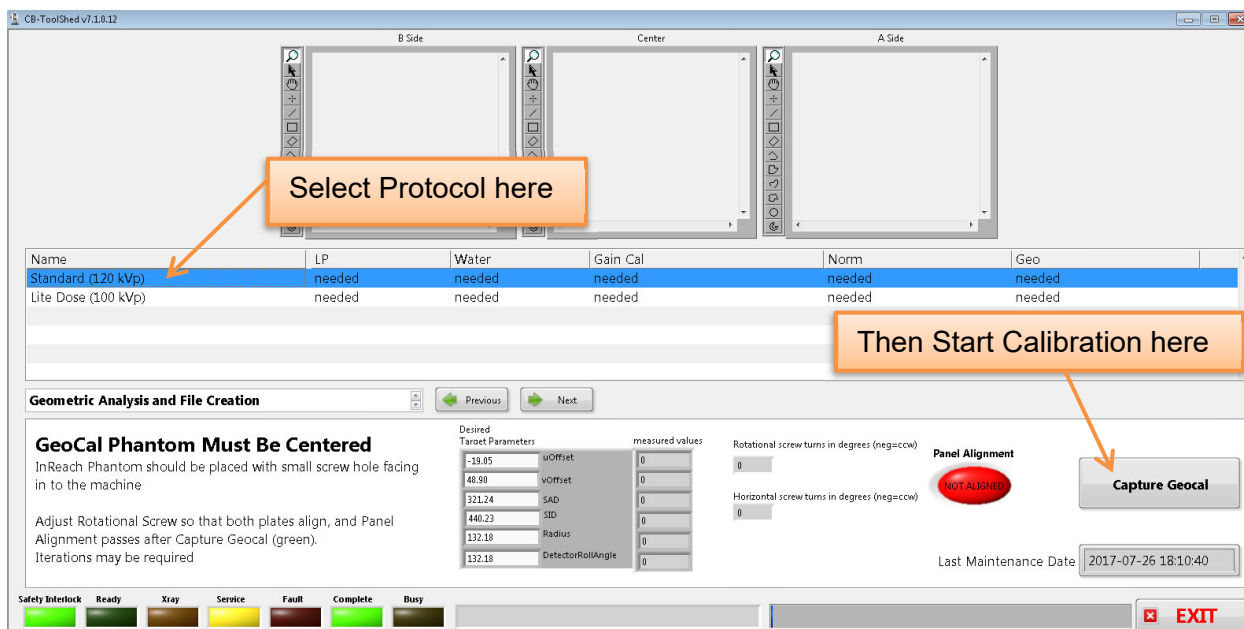 CB-ToolShed v7.1.0.12
B Side
Center
A Side
Select Protocol here
Name LP Water Gain Cal Norm Geo
Standard (120 kVp) needed needed needed needed needed
Lite Dose (100 kVp) needed needed needed needed needed
Then Start Calibration here
Geometric Analysis and File Creation
Previous
Next
GeoCal Phantom Must Be Centered
InReach Phantom should be placed with small screw hole facing
in to the machine
Adjust Rotational Screw so that both plates align, and Panel
Alignment passes after Capture Geocal (green).
Iterations may be required
Desired
Target Parameters
measured values
-19.05 uOffset 0
48.90 vOffset 0
321.24 SAD 0
440.23 SID 0
132.18 Radius 0
132.18 DetectorRollAngle 0
Rotational screw turns in degrees (neg=ccw)
0
Horizontal screw turns in degrees (neg=ccw)
0
Panel Alignment
NOT ALIGNED
Capture Geocal
Last Maintenance Date 2017-07-26 18:10:40
Safety Interlock Ready Xray Service Fault Complete Busy
EXIT